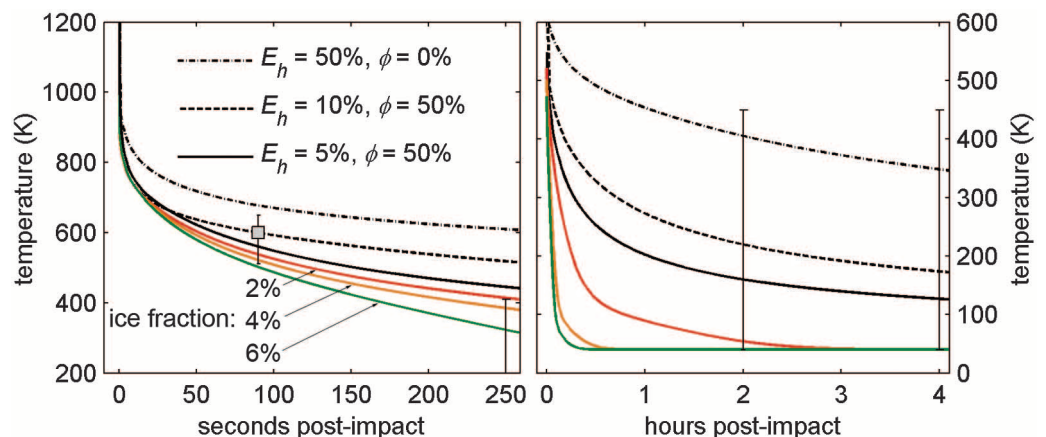 1200
1000
800
600
400
200
temperature (K)
E_h = 50%, ϕ = 0%
E_h = 10%, ϕ = 50%
E_h = 5%, ϕ = 50%
2%
ice fraction: 4%
6%
0 50 100 150 200 250
seconds post-impact
600
500
400
300
200
100
0
temperature (K)
0 1 2 3 4
hours post-impact